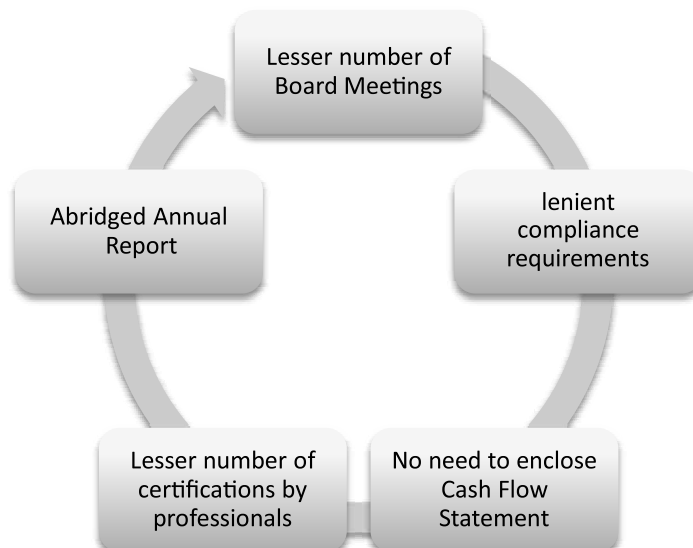 Lesser number of
Board Meetings
lenient
compliance
requirements
No need to enclose
Cash Flow
Statement
Lesser number of
certifications by
professionals
Abridged Annual
Report